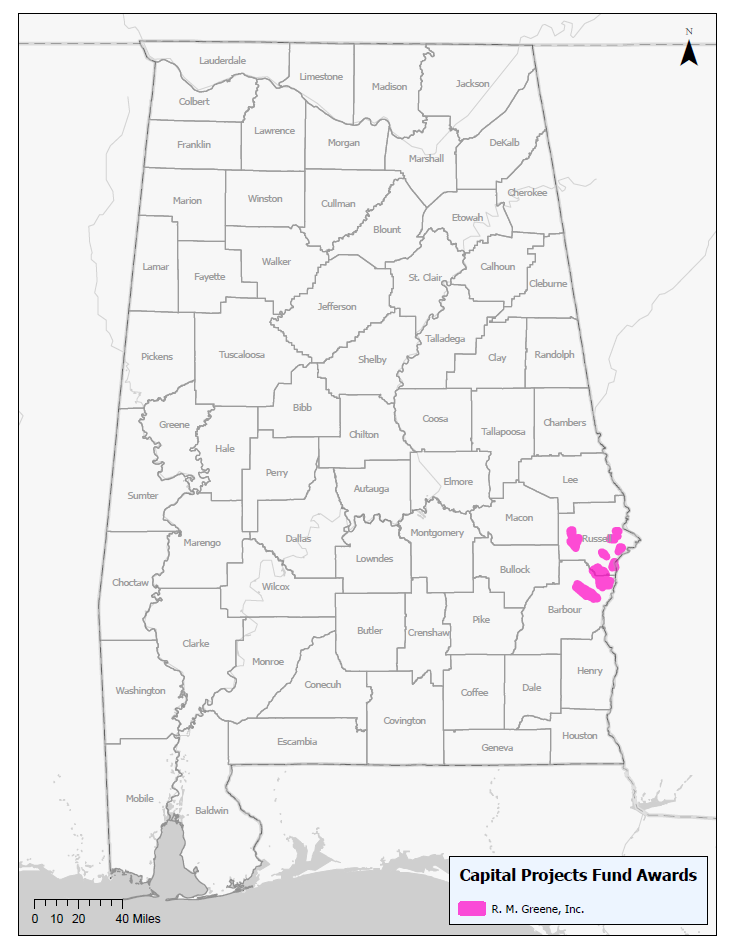 N
Lauderdale
Limestone
Madison
Jackson
Colbert
Lawrence
Franklin
Morgan
DeKalb
Marshall
Cherokee
Marion
Winston
Cullman
Etowah
Blount
Walker
Lamar
Fayette
St. Clair
Calhoun
Cleburne
Jefferson
Talladega
Pickens
Tuscaloosa
Shelby
Clay
Randolph
Bibb
Greene
Coosa
Chambers
Chilton
Tallapoosa
Hale
Perry
Elmore
Lee
Autauga
Sumter
Macon
Montgomery
Marengo
Dallas
Russell
Lowndes
Bullock
Choctaw
Wilcox
Barbour
Clarke
Butler
Crenshaw
Pike
Monroe
Henry
Washington
Conecuh
Coffee
Dale
Covington
Houston
Escambia
Geneva
Mobile
Baldwin
Capital Projects Fund Awards
R. M. Greene, Inc.
0 10 20 40 Miles